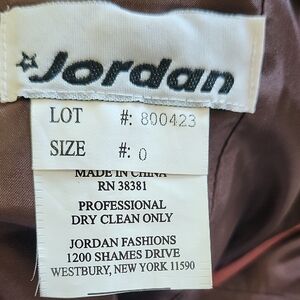 Jordan
LOT #: 800423
SIZE #: 0
MADE IN CHINA
RN 38381
PROFESSIONAL
DRY CLEAN ONLY
JORDAN FASHIONS
1200 SHAMES DRIVE
WESTBURY, NEW YORK 11590